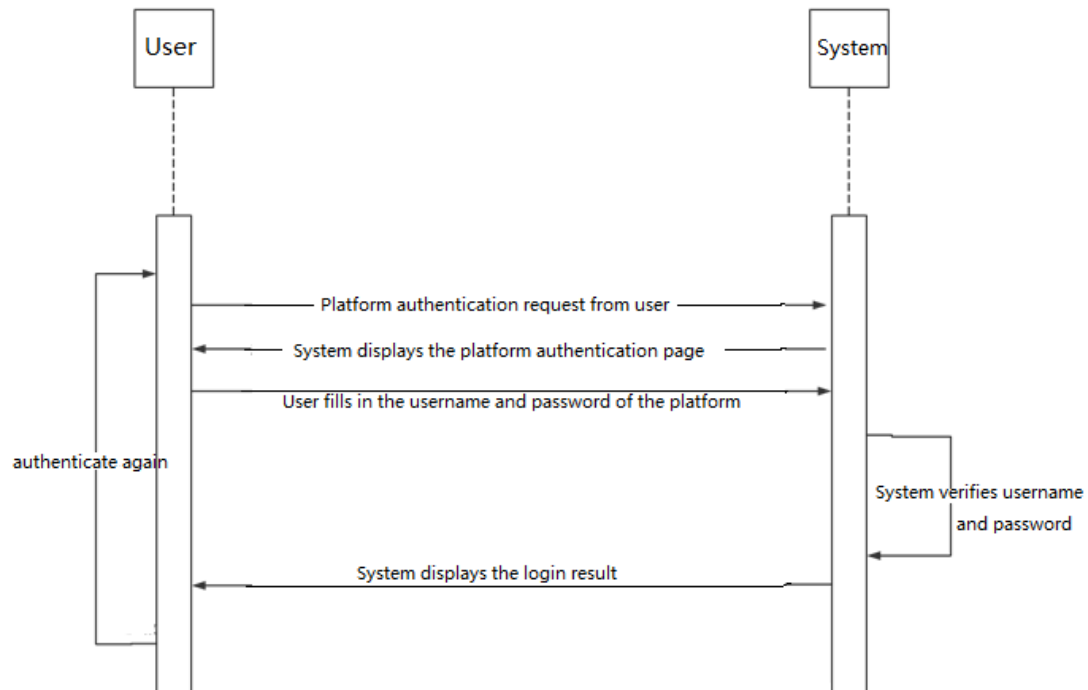 User
System
Platform authentication request from user
System displays the platform authentication page
User fills in the username and password of the platform
authenticate again
System verifies username
and password
System displays the login result